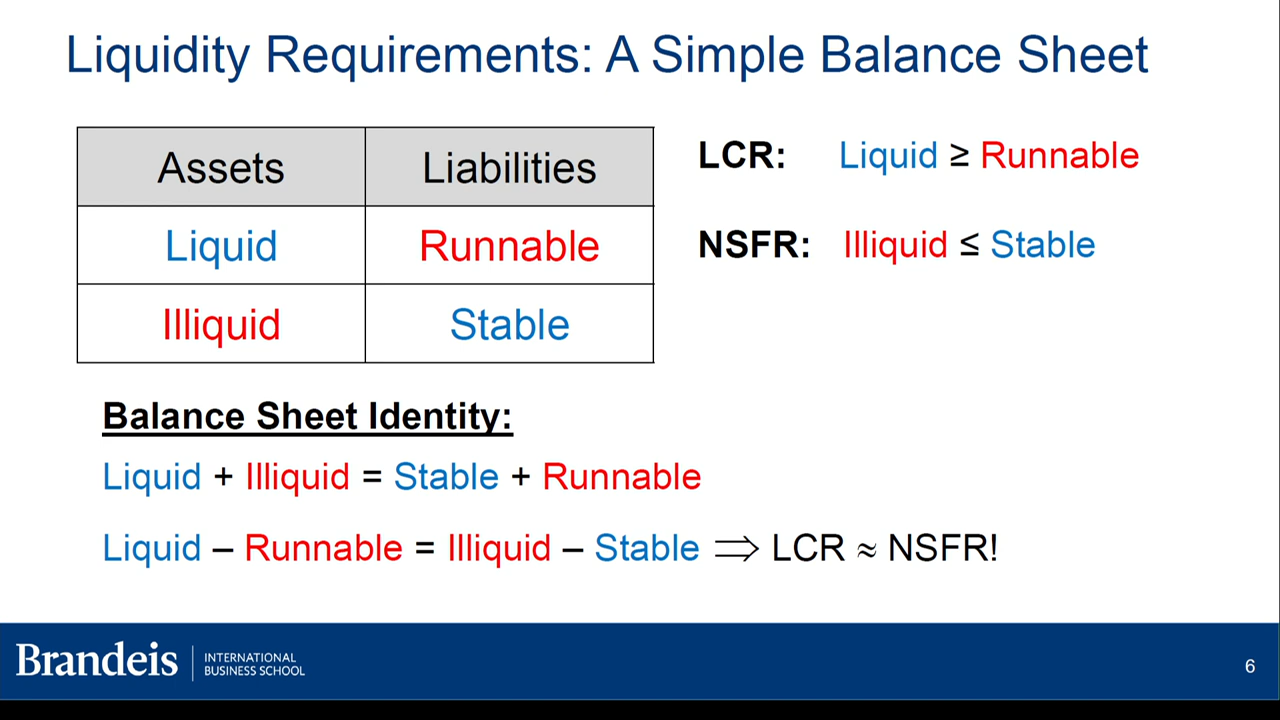 Liquidity Requirements: A Simple Balance Sheet
Assets Liabilities
Liquid Runnable
Illiquid Stable
LCR: Liquid ≥ Runnable
NSFR: Illiquid ≤ Stable
Balance Sheet Identity:
Liquid + Illiquid = Stable + Runnable
Liquid – Runnable = Illiquid – Stable ⟹ LCR ≈ NSFR!
Brandeis
INTERNATIONAL
BUSINESS SCHOOL
6